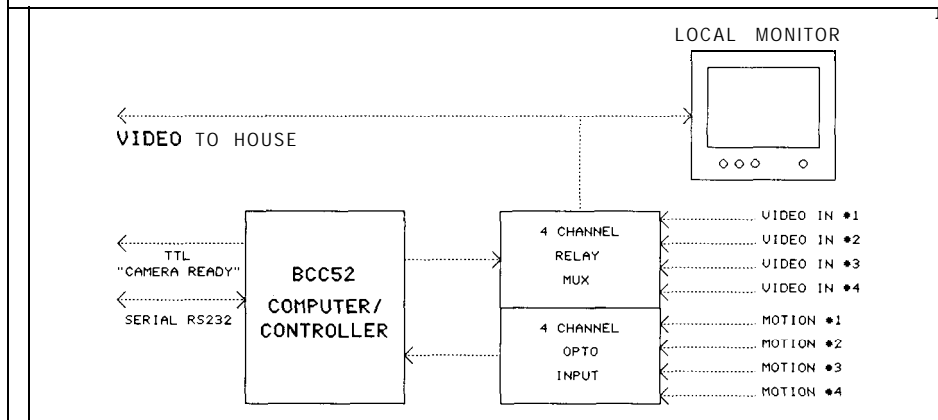 LOCAL MONITOR
VIDEO TO HOUSE
TTL
"CAMERA READY"
SERIAL RS232
BCC52
COMPUTER/
CONTROLLER
4 CHANNEL
RELAY
MUX
4 CHANNEL
OPTO
INPUT
VIDEO IN #1
VIDEO IN #2
VIDEO IN #3
VIDEO IN #4
MOTION #1
MOTION #2
MOTION #3
MOTION #4